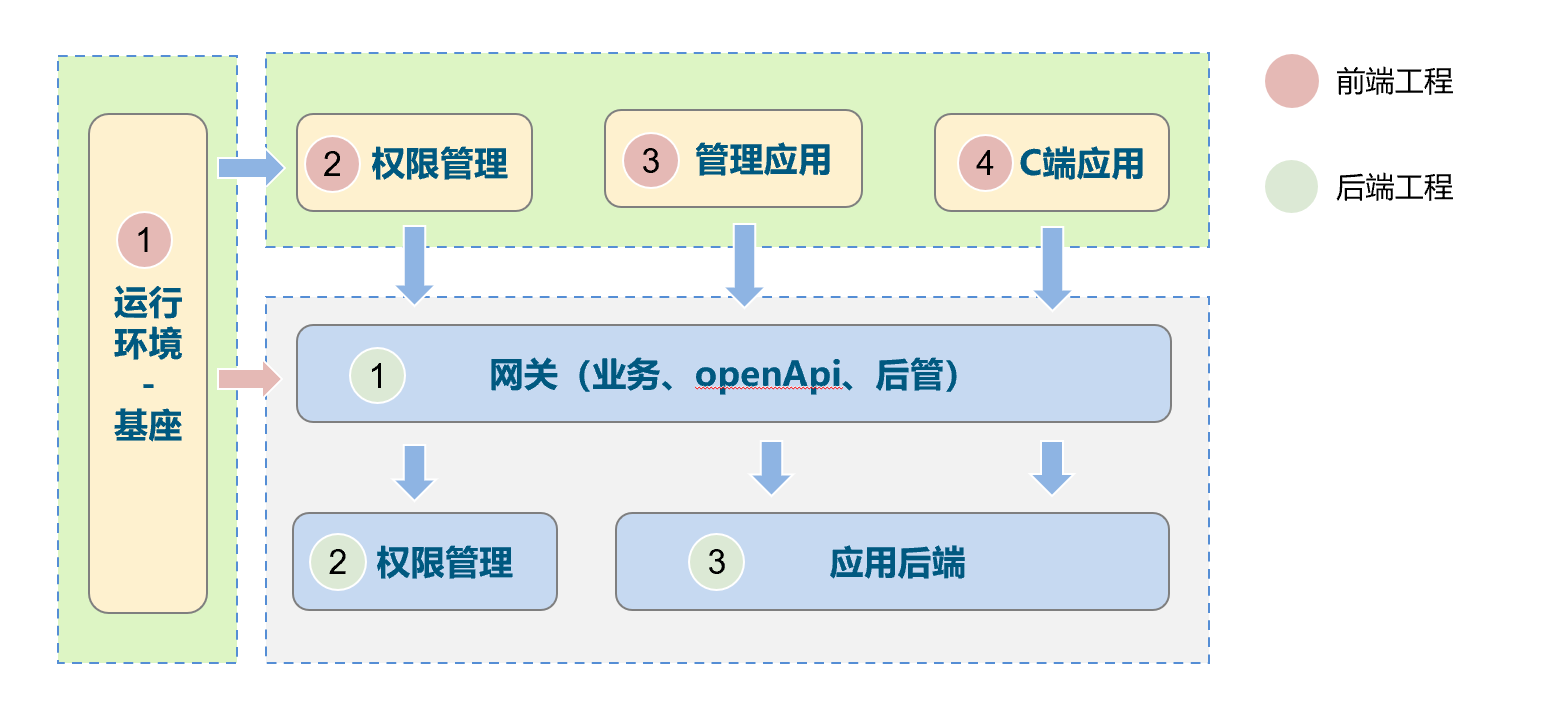 1
运行
环境
-
基座
2 权限管理
3 管理应用
4 C端应用
1 网关（业务、openApi、后管）
2 权限管理
3 应用后端
前端工程
后端工程